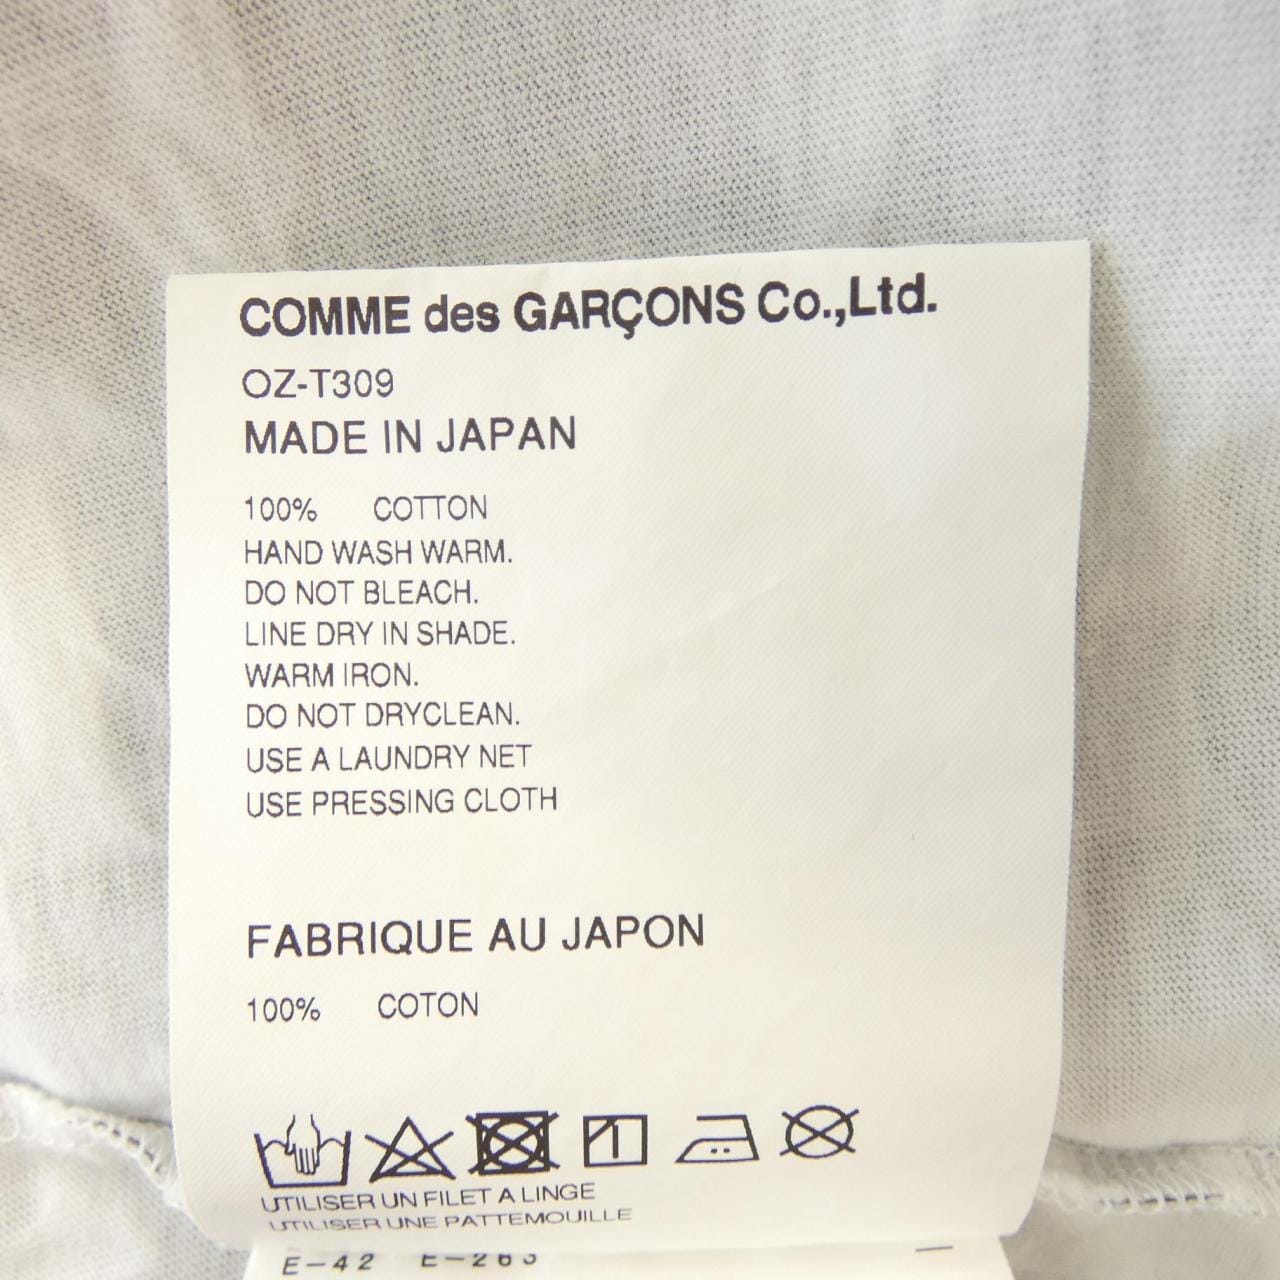 COMME des GARÇONS Co.,Ltd.
OZ-T309
MADE IN JAPAN
100% COTTON
HAND WASH WARM.
DO NOT BLEACH.
LINE DRY IN SHADE.
WARM IRON.
DO NOT DRYCLEAN.
USE A LAUNDRY NET
USE PRESSING CLOTH
FABRIQUE AU JAPON
100% COTON
UTILISER UN FILET A LINGE
UTILISER UNE PATTEMOUILLE
E-42